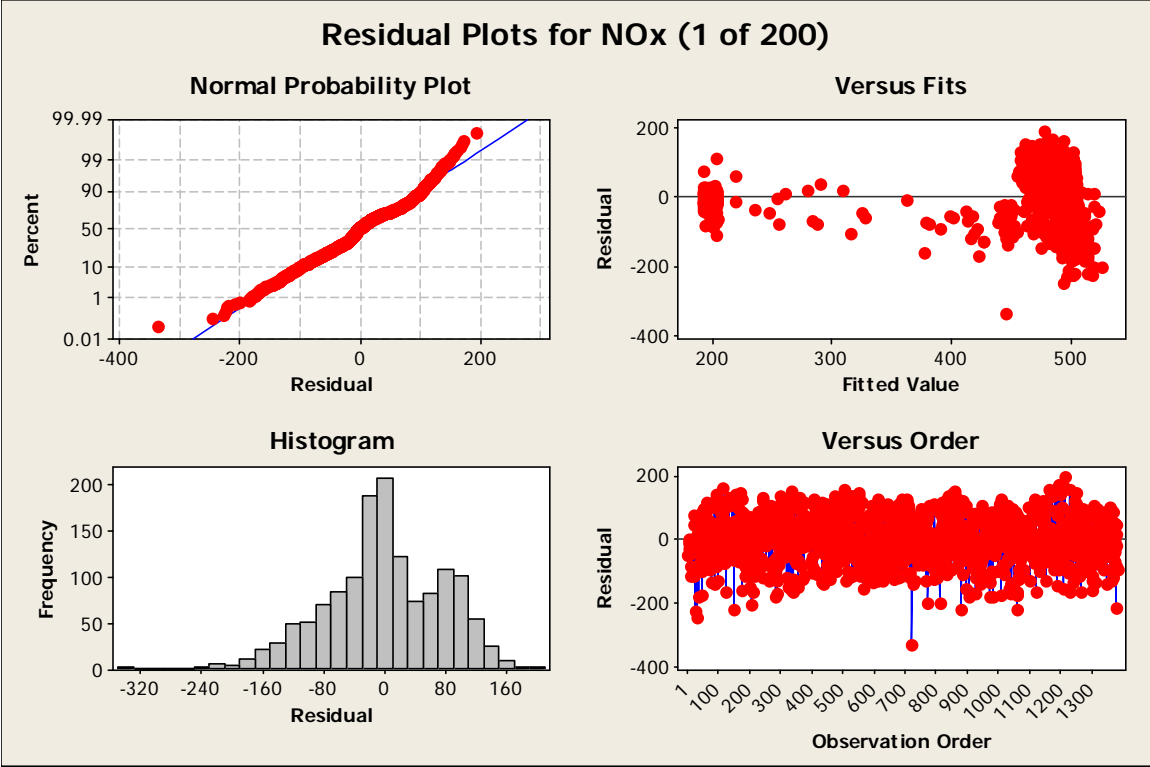 Residual Plots for NOx (1 of 200)
Normal Probability Plot
99.99
99
90
50
10
1
0.01
Percent
-400 -200 0 200
Residual
Versus Fits
200
0
-200
-400
Residual
200 300 400 500
Fitted Value
Histogram
200
150
100
50
0
Frequency
-320 -240 -160 -80 0 80 160
Residual
Versus Order
200
0
-200
-400
Residual
1 100 200 300 400 500 600 700 800 900 1000 1100 1200 1300
Observation Order